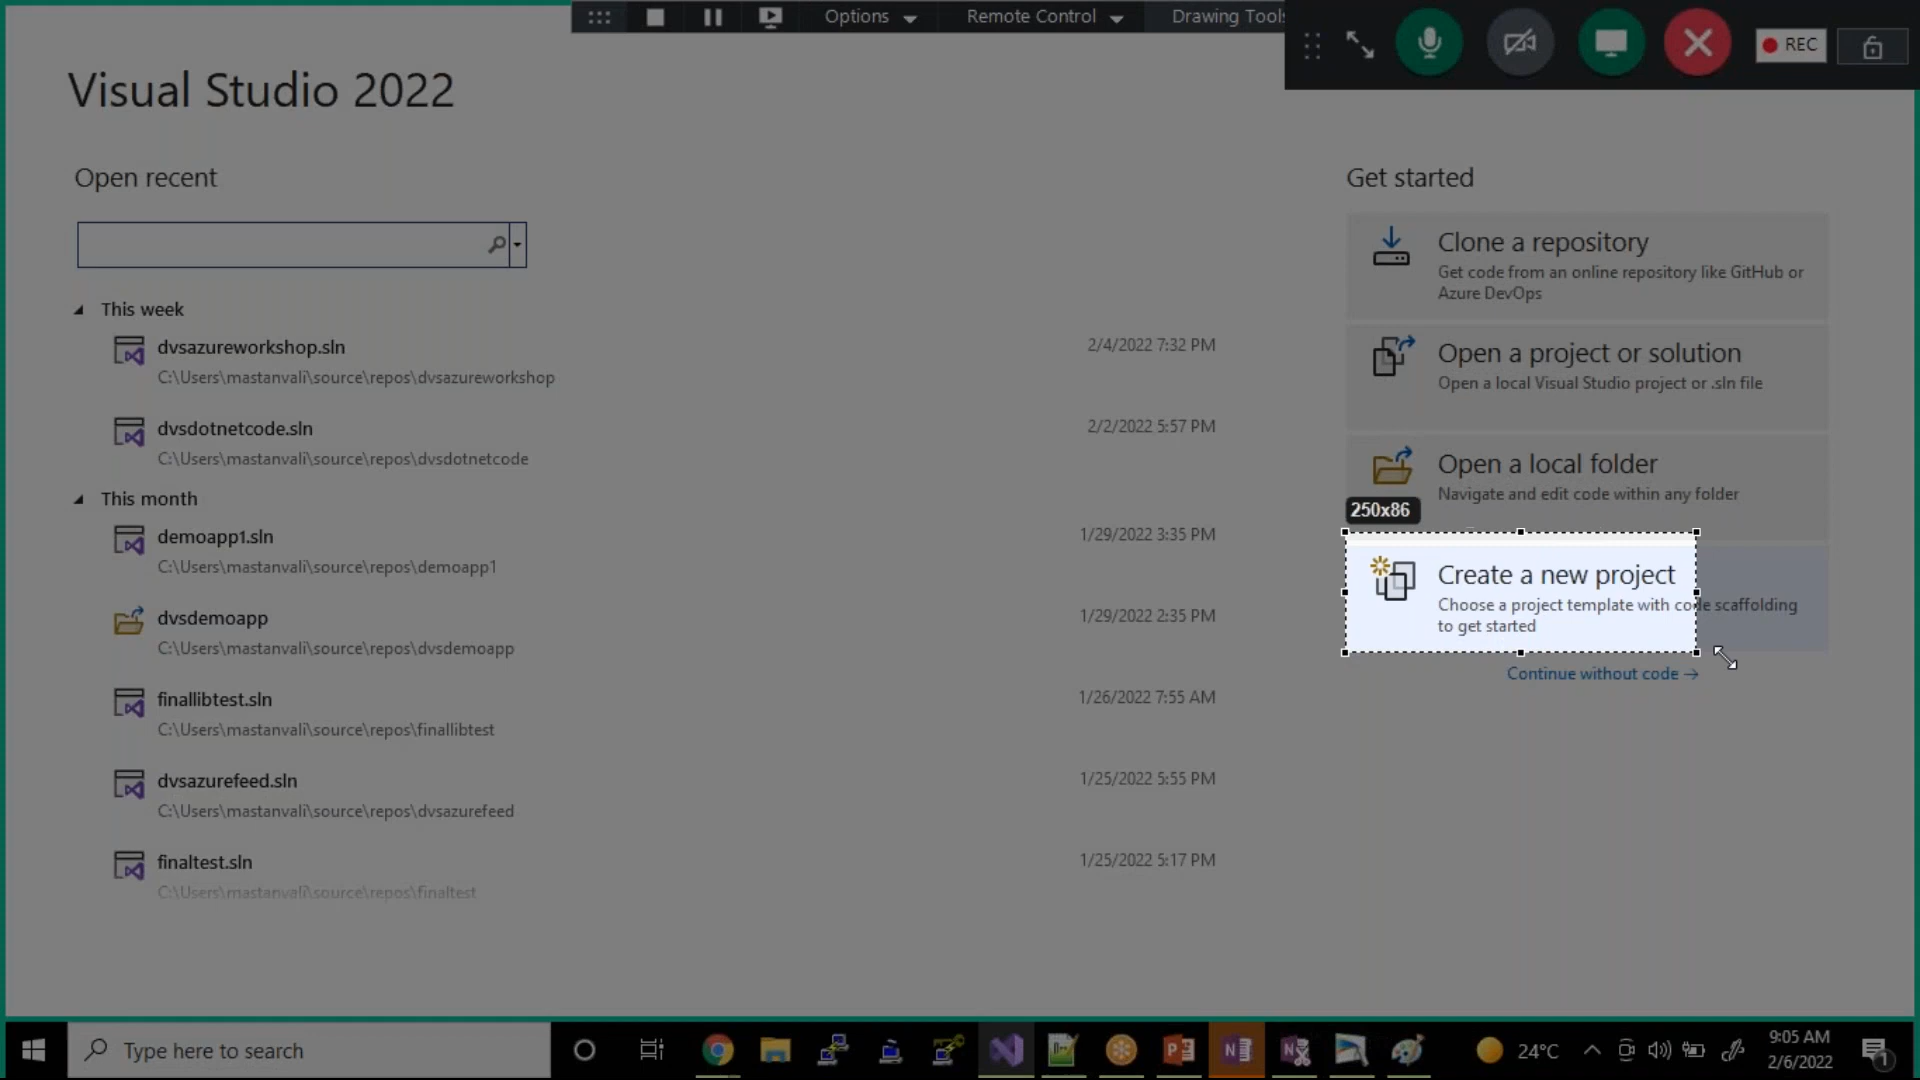 Options
Remote Control
Drawing Tools
REC
Visual Studio 2022
Open recent
Get started
Clone a repository
Get code from an online repository like GitHub or
Azure DevOps
This week
dvsazureworkshop.sln
2/4/2022 7:32 PM
C:\Users\mastanvali\source\repos\dvsazureworkshop
Open a project or solution
Open a local Visual Studio project or .sln file
dvsdotnetcode.sln
2/2/2022 5:57 PM
C:\Users\mastanvali\source\repos\dvsdotnetcode
Open a local folder
Navigate and edit code within any folder
This month
250x86
demoapp1.sln
1/29/2022 3:35 PM
C:\Users\mastanvali\source\repos\demoapp1
Create a new project
Choose a project template with code scaffolding
to get started
dvsdemoapp
1/29/2022 2:35 PM
C:\Users\mastanvali\source\repos\dvsdemoapp
Continue without code →
finallibtest.sln
1/26/2022 7:55 AM
C:\Users\mastanvali\source\repos\finallibtest
dvsazurefeed.sln
1/25/2022 5:55 PM
C:\Users\mastanvali\source\repos\dvsazurefeed
finaltest.sln
1/25/2022 5:17 PM
C:\Users\mastanvali\source\repos\finaltest
Type here to search
24°C
9:05 AM
2/6/2022
1